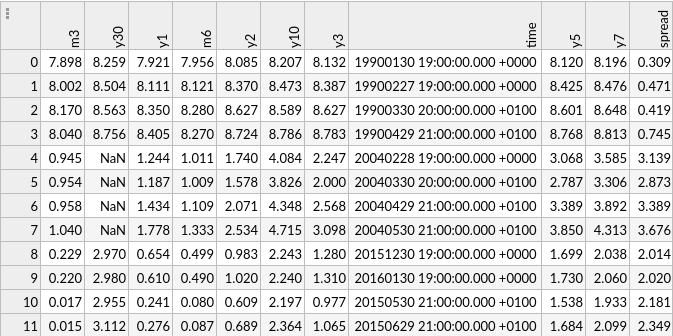 m3 y30 y1 m6 y2 y10 y3 time y5 y7 spread
0 7.898 8.259 7.921 7.956 8.085 8.207 8.132 19900130 19:00:00.000 +0000 8.120 8.196 0.309
1 8.002 8.504 8.111 8.121 8.370 8.473 8.387 19900227 19:00:00.000 +0000 8.425 8.476 0.471
2 8.170 8.563 8.350 8.280 8.627 8.589 8.627 19900330 20:00:00.000 +0100 8.601 8.648 0.419
3 8.040 8.756 8.405 8.270 8.724 8.786 8.783 19900429 21:00:00.000 +0100 8.768 8.813 0.745
4 0.945 NaN 1.244 1.011 1.740 4.084 2.247 20040228 19:00:00.000 +0000 3.068 3.585 3.139
5 0.954 NaN 1.187 1.009 1.578 3.826 2.000 20040330 20:00:00.000 +0100 2.787 3.306 2.873
6 0.958 NaN 1.434 1.109 2.071 4.348 2.568 20040429 21:00:00.000 +0100 3.389 3.892 3.389
7 1.040 NaN 1.778 1.333 2.534 4.715 3.098 20040530 21:00:00.000 +0100 3.850 4.313 3.676
8 0.229 2.970 0.654 0.499 0.983 2.243 1.280 20151230 19:00:00.000 +0000 1.699 2.038 2.014
9 0.220 2.980 0.610 0.490 1.020 2.240 1.310 20160130 19:00:00.000 +0000 1.730 2.060 2.020
10 0.017 2.955 0.241 0.080 0.609 2.197 0.977 20150530 21:00:00.000 +0100 1.538 1.933 2.181
11 0.015 3.112 0.276 0.087 0.689 2.364 1.065 20150629 21:00:00.000 +0100 1.684 2.099 2.349